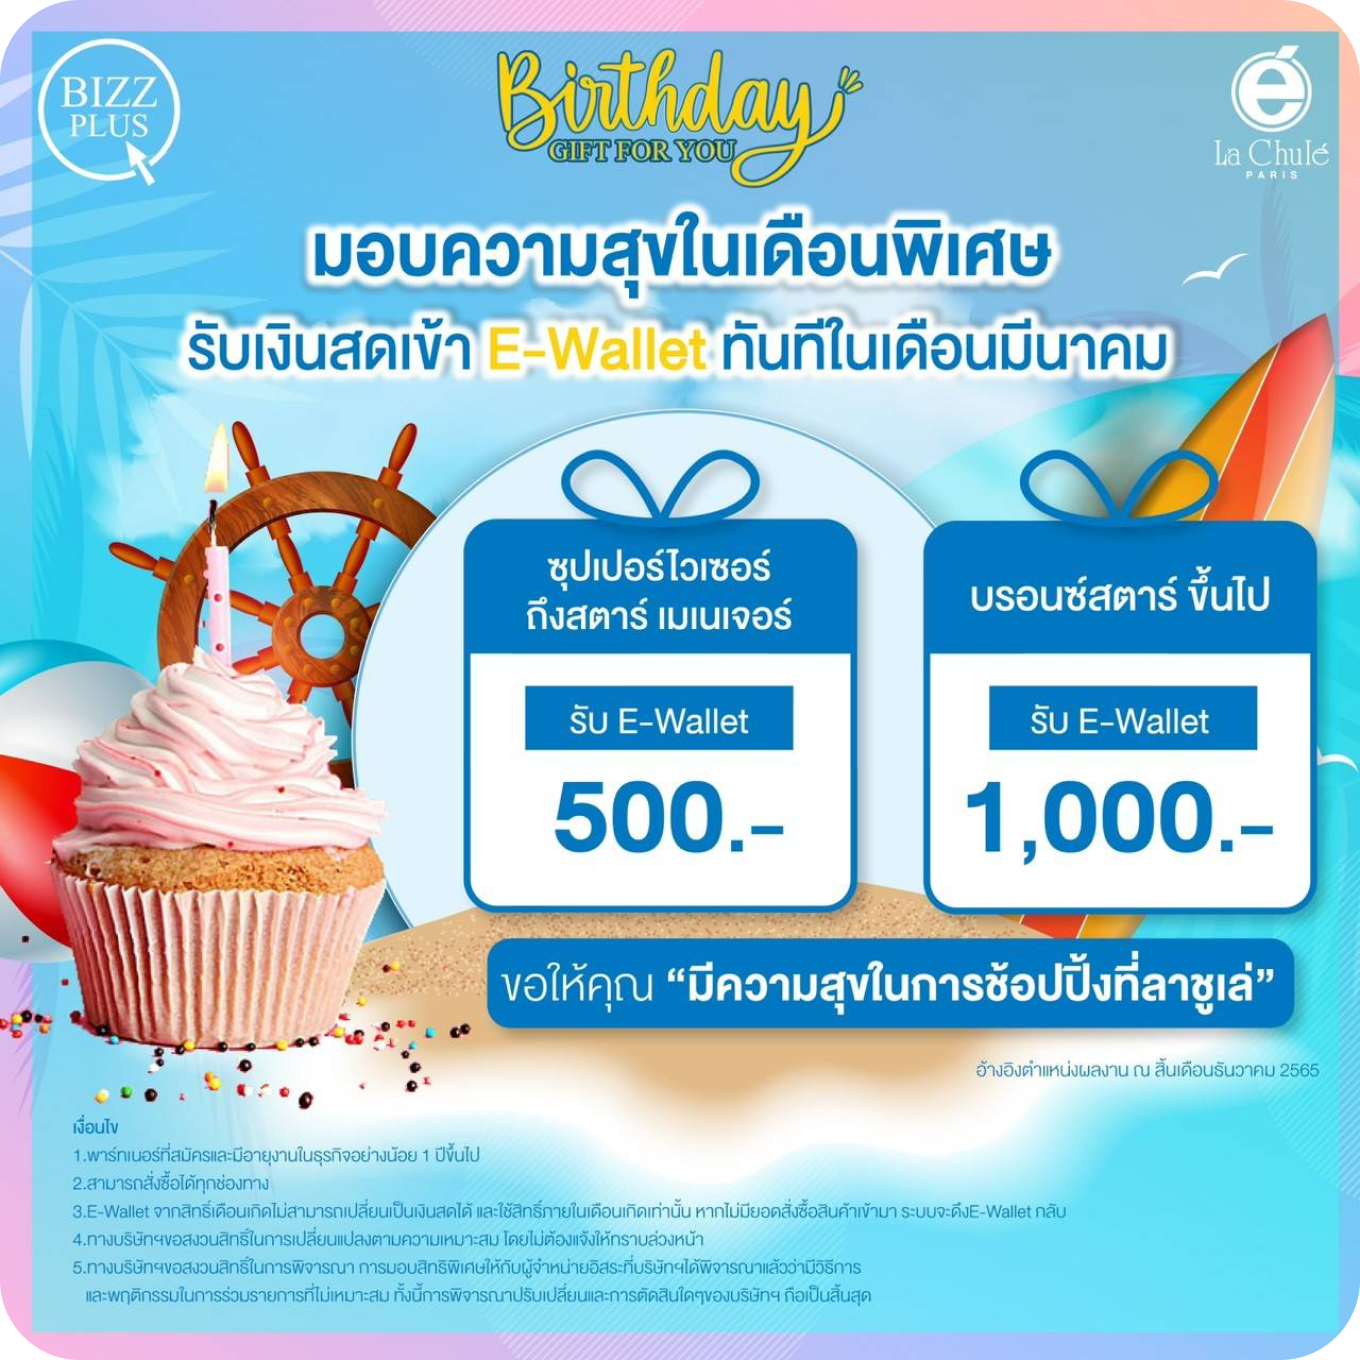 BIZZ
PLUS
Birthday
GIFT FOR YOU
é
La Chulé
PARIS
มอบความสุขในเดือนพิเศษ
รับเงินสดเข้า E-Wallet ทันทีในเดือนมีนาคม
ซุปเปอร์ไวเซอร์
ถึงสตาร์ เมเนเจอร์
รับ E-Wallet
500.-
บรอนซ์สตาร์ ขึ้นไป
รับ E-Wallet
1,000.-
ขอให้คุณ “มีความสุขในการช้อปปิ้งที่ลาชูเล่”
อ้างอิงตำแหน่งผลงาน ณ สิ้นเดือนธันวาคม 2565
เงื่อนไข
1.พาร์ทเนอร์ที่สมัครและมีอายุงานในธุรกิจอย่างน้อย 1 ปีขึ้นไป
2.สามารถสั่งซื้อได้ทุกช่องทาง
3.E-Wallet จากสิทธิ์เดือนเกิดไม่สามารถเปลี่ยนเป็นเงินสดได้ และใช้สิทธิ์ภายในเดือนเกิดเท่านั้น หากไม่มียอดสั่งซื้อสินค้าเข้ามา ระบบจะดึงE-Wallet กลับ
4.ทางบริษัทฯขอสงวนสิทธิ์ในการเปลี่ยนแปลงตามความเหมาะสม โดยไม่ต้องแจ้งให้ทราบล่วงหน้า
5.ทางบริษัทฯขอสงวนสิทธิ์ในการพิจารณา การมอบสิทธิพิเศษให้กับผู้จำหน่ายอิสระที่บริษัทฯได้พิจารณาแล้วว่ามีวิธีการ
และพฤติกรรมในการร่วมรายการที่ไม่เหมาะสม ทั้งนี้การพิจารณาปรับเปลี่ยนและการตัดสินใดๆของบริษัทฯ ถือเป็นสิ้นสุด